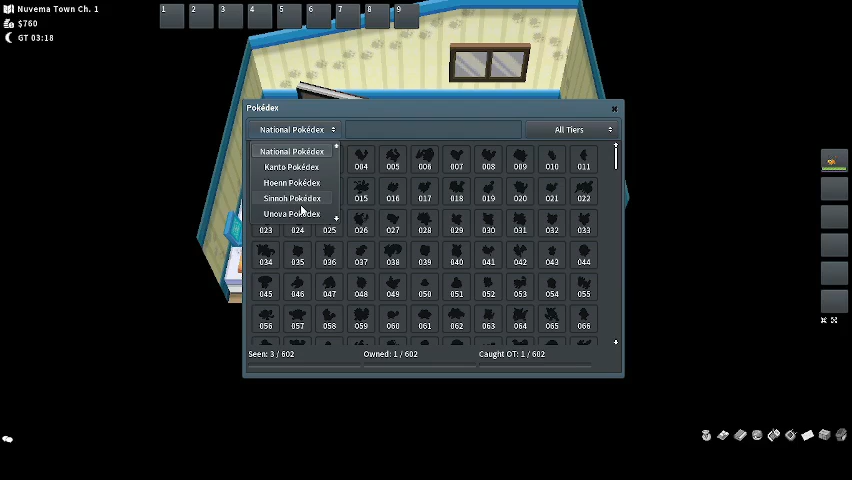 Nuvema Town Ch. 1
$760
GT 03:18
1 2 3 4 5 6 7 8 9
Pokédex
National Pokédex All Tiers
National Pokédex
Kanto Pokédex
Hoenn Pokédex
Sinnoh Pokédex
Unova Pokédex
004 005 006 007 008 009 010 011
015 016 017 018 019 020 021 022
023 024 025 026 027 028 029 030 031 032 033
034 035 036 037 038 039 040 041 042 043 044
045 046 047 048 049 050 051 052 053 054 055
056 057 058 059 060 061 062 063 064 065 066
Seen: 3 / 602 Owned: 1 / 602 Caught OT: 1 / 602